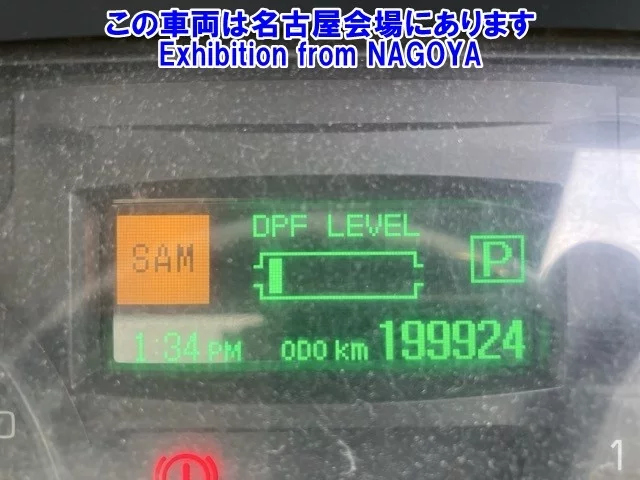 この車両は名古屋会場にあります
Exhibition from NAGOYA
DPF LEVEL
SAM
P
1:34 PM ODO km 199924
1